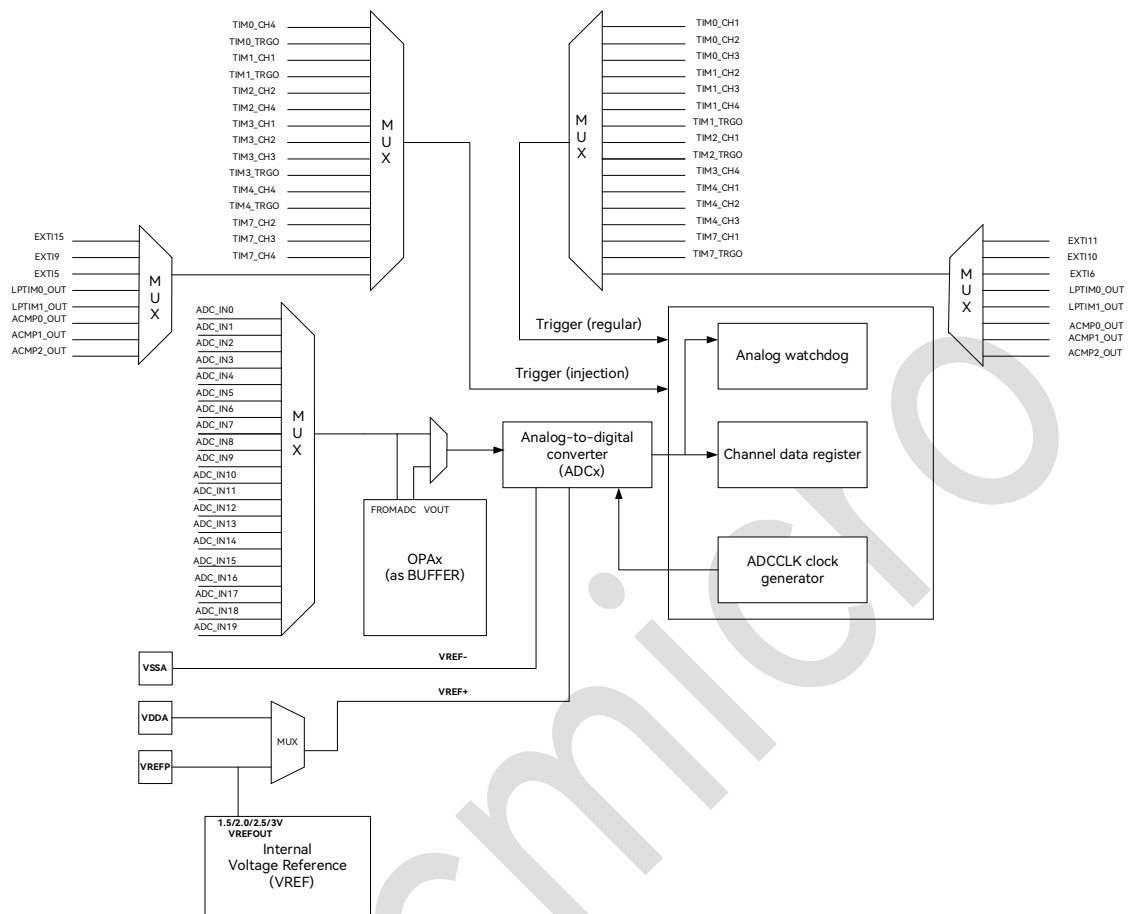 TIM0_CH4
TIM0_TRGO
TIM1_CH1
TIM1_TRGO
TIM2_CH2
TIM2_CH4
TIM3_CH1
TIM3_CH2
TIM3_CH3
TIM3_TRGO
TIM4_CH4
TIM4_TRGO
TIM7_CH2
TIM7_CH3
TIM7_CH4
M
U
X
TIM0_CH1
TIM0_CH2
TIM0_CH3
TIM1_CH2
TIM1_CH3
TIM1_CH4
TIM1_TRGO
TIM2_CH1
TIM2_TRGO
TIM3_CH4
TIM4_CH1
TIM4_CH2
TIM4_CH3
TIM7_CH1
TIM7_TRGO
M
U
X
EXTI15
EXTI9
EXTI5
LPTIM0_OUT
LPTIM1_OUT
ACMP0_OUT
ACMP1_OUT
ACMP2_OUT
M
U
X
EXTI11
EXTI10
EXTI6
LPTIM0_OUT
LPTIM1_OUT
ACMP0_OUT
ACMP1_OUT
ACMP2_OUT
M
U
X
ADC_IN0
ADC_IN1
ADC_IN2
ADC_IN3
ADC_IN4
ADC_IN5
ADC_IN6
ADC_IN7
ADC_IN8
ADC_IN9
ADC_IN10
ADC_IN11
ADC_IN12
ADC_IN13
ADC_IN14
ADC_IN15
ADC_IN16
ADC_IN17
ADC_IN18
ADC_IN19
M
U
X
Trigger (regular)
Trigger (injection)
Analog watchdog
Analog-to-digital
converter
(ADCx)
Channel data register
FROMADC VOUT
OPAx
(as BUFFER)
ADCCLK clock
generator
VSSA
VREF-
VREF+
VDDA
MUX
VREFP
1.5/2.0/2.5/3V
VREFOUT
Internal
Voltage Reference
(VREF)
smicro